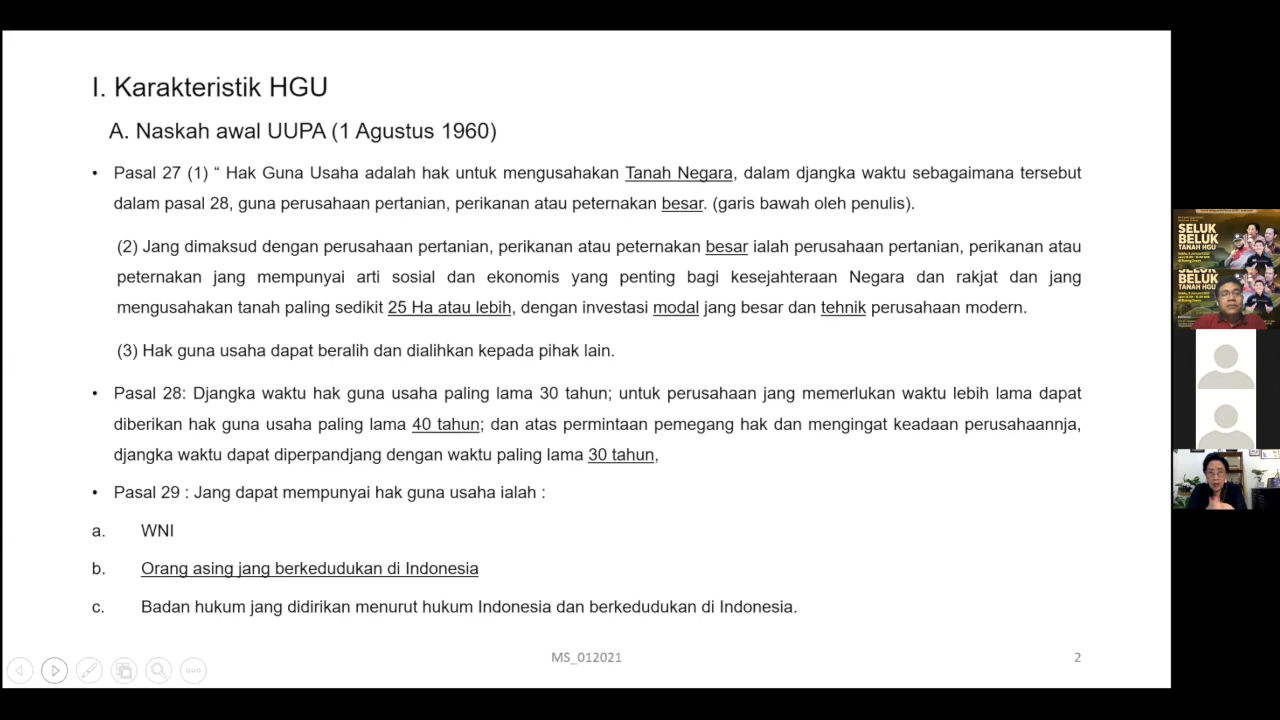 I. Karakteristik HGU
A. Naskah awal UUPA (1 Agustus 1960)
• Pasal 27 (1) “ Hak Guna Usaha adalah hak untuk mengusahakan Tanah Negara, dalam djangka waktu sebagaimana tersebut
dalam pasal 28, guna perusahaan pertanian, perikanan atau peternakan besar. (garis bawah oleh penulis).
(2) Jang dimaksud dengan perusahaan pertanian, perikanan atau peternakan besar ialah perusahaan pertanian, perikanan atau
peternakan jang mempunyai arti sosial dan ekonomis yang penting bagi kesejahteraan Negara dan rakjat dan jang
mengusahakan tanah paling sedikit 25 Ha atau lebih, dengan investasi modal jang besar dan tehnik perusahaan modern.
(3) Hak guna usaha dapat beralih dan dialihkan kepada pihak lain.
• Pasal 28: Djangka waktu hak guna usaha paling lama 30 tahun; untuk perusahaan jang memerlukan waktu lebih lama dapat
diberikan hak guna usaha paling lama 40 tahun; dan atas permintaan pemegang hak dan mengingat keadaan perusahaannja,
djangka waktu dapat diperpandjang dengan waktu paling lama 30 tahun,
• Pasal 29 : Jang dapat mempunyai hak guna usaha ialah :
a. WNI
b. Orang asing jang berkedudukan di Indonesia
c. Badan hukum jang didirikan menurut hukum Indonesia dan berkedudukan di Indonesia.
MS_012021
2
SELUK
BELUK
TANAH HGU
SELUK
BELUK
TANAH HGU